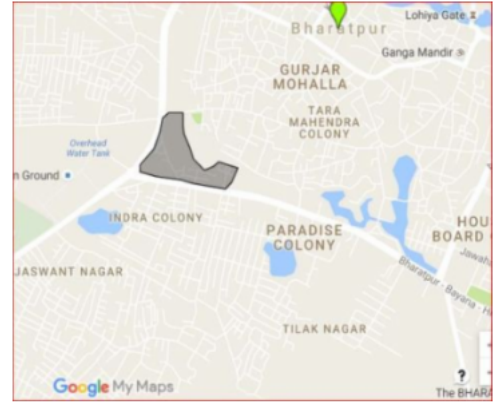 Lohiya Gate
Bharatpur
Ganga Mandir
GURJAR
MOHALLA
TARA
MAHENDRA
COLONY
Overhead
Water Tank
n Ground
INDRA COLONY
PARADISE
COLONY
HOU
BOARD
Jawaha
JASWANT NAGAR
Bharatpur - Bayana - H
TILAK NAGAR
Google My Maps
?
The BHARA